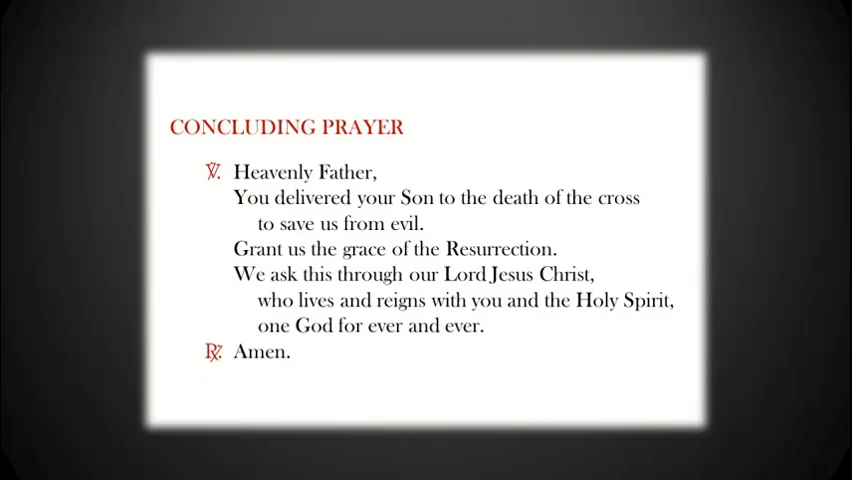 CONCLUDING PRAYER
℣. Heavenly Father,
You delivered your Son to the death of the cross
to save us from evil.
Grant us the grace of the Resurrection.
We ask this through our Lord Jesus Christ,
who lives and reigns with you and the Holy Spirit,
one God for ever and ever.
℟. Amen.